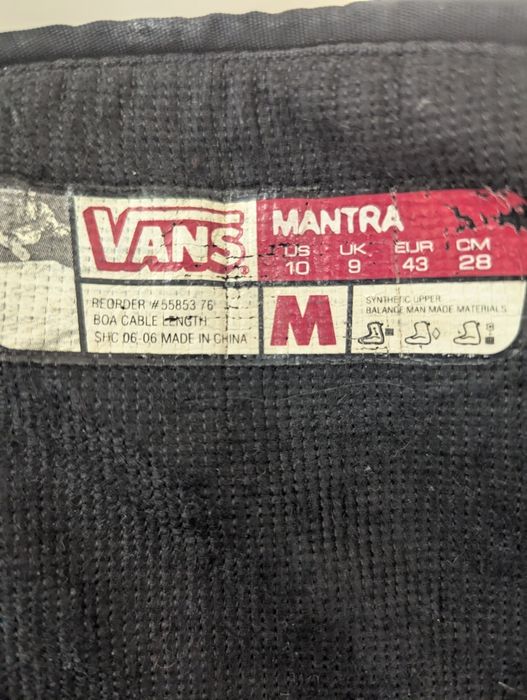 VANS
MANTRA
US UK EUR CM
10 9 43 28
REORDER #55853 76
BOA CABLE LENGTH
SHC 06-06 MADE IN CHINA
M
SYNTHETIC UPPER
BALANCE MAN MADE MATERIALS